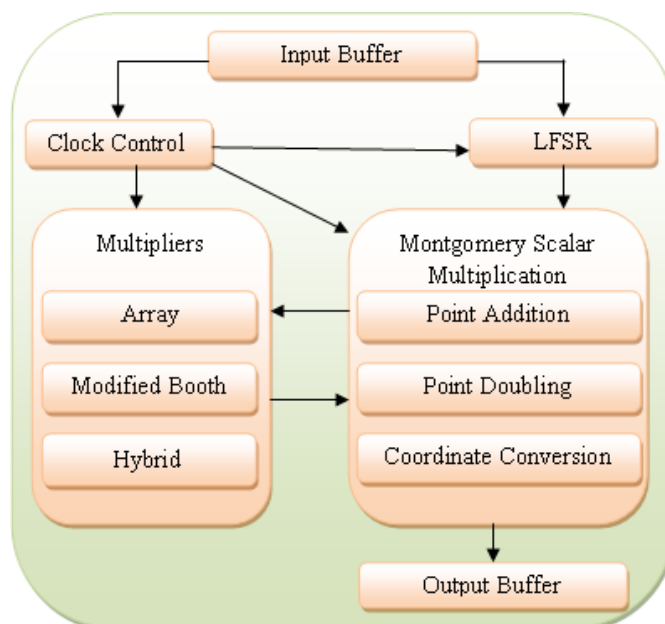 Input Buffer
Clock Control
LFSR
Multipliers
Array
Modified Booth
Hybrid
Montgomery Scalar
Multiplication
Point Addition
Point Doubling
Coordinate Conversion
Output Buffer